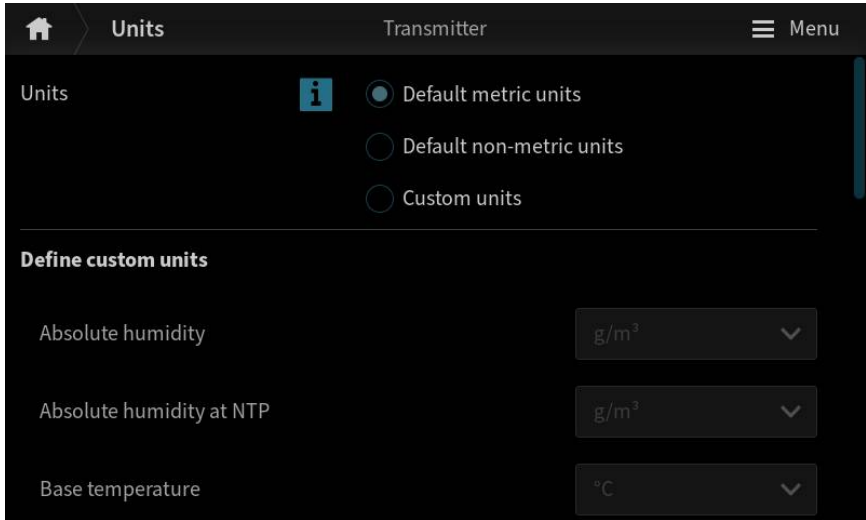 Units
Transmitter
Menu
Units
i
Default metric units
Default non-metric units
Custom units
Define custom units
Absolute humidity
g/m³
Absolute humidity at NTP
g/m³
Base temperature
°C